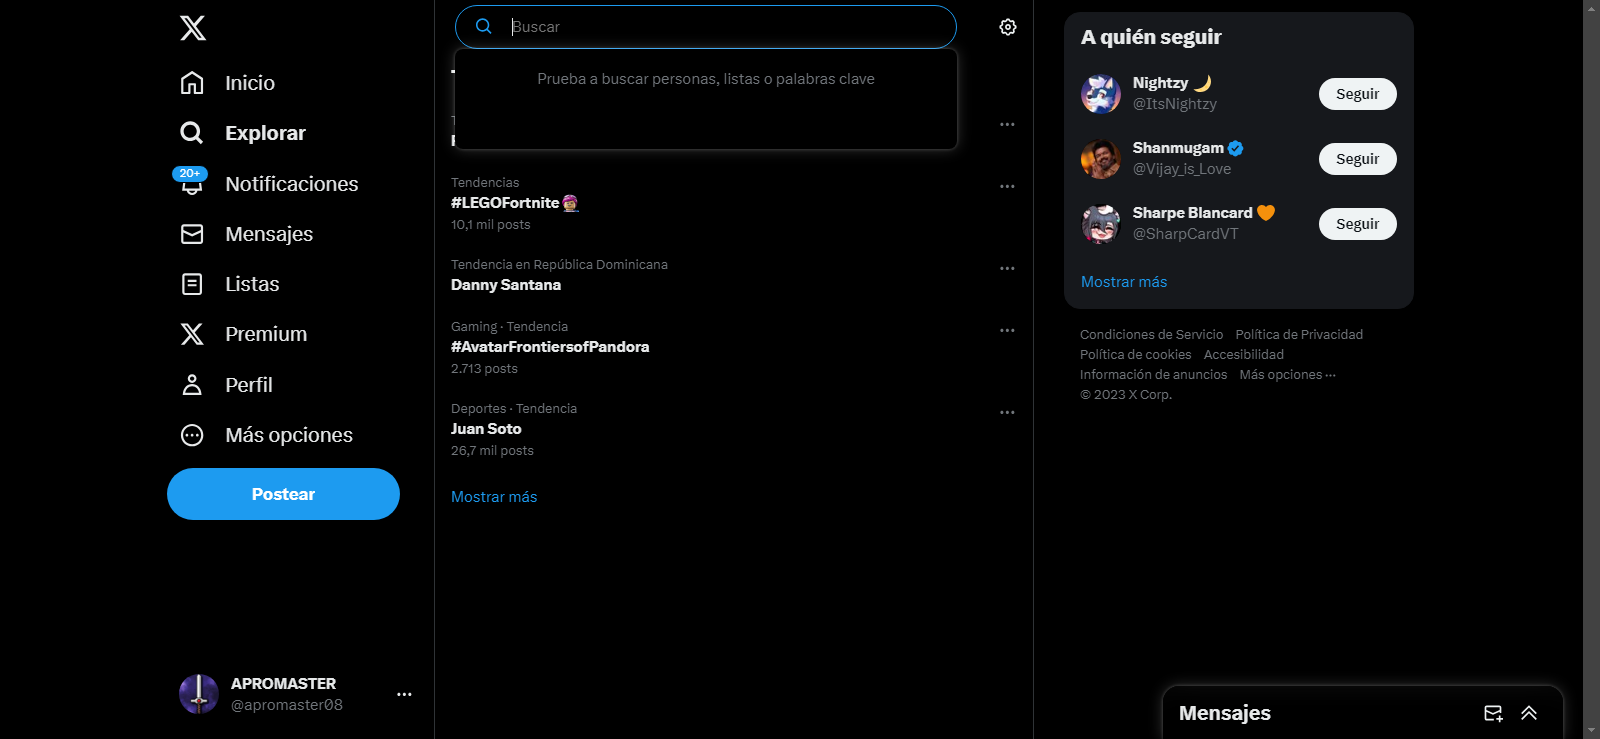 Inicio
Explorar
20+
Notificaciones
Mensajes
Listas
Premium
Perfil
Más opciones
Postear
APROMASTER
@apromaster08
Buscar
Prueba a buscar personas, listas o palabras clave
Tendencias
#LEGOFortnite
10,1 mil posts
Tendencia en República Dominicana
Danny Santana
Gaming · Tendencia
#AvatarFrontiersofPandora
2.713 posts
Deportes · Tendencia
Juan Soto
26,7 mil posts
Mostrar más
A quién seguir
Nightzy 🌙
@ItsNightzy
Seguir
Shanmugam
@Vijay_is_Love
Seguir
Sharpe Blancard 🧡
@SharpCardVT
Seguir
Mostrar más
Condiciones de Servicio Política de Privacidad
Política de cookies Accesibilidad
Información de anuncios Más opciones ···
© 2023 X Corp.
Mensajes